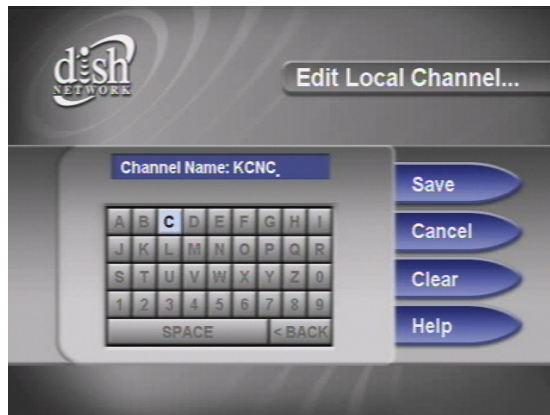 dish
NETWORK
Edit Local Channel...
Channel Name: KCNC_
Save
Cancel
Clear
Help
A B C D E F G H I
J K L M N O P Q R
S T U V W X Y Z 0
1 2 3 4 5 6 7 8 9
SPACE < BACK